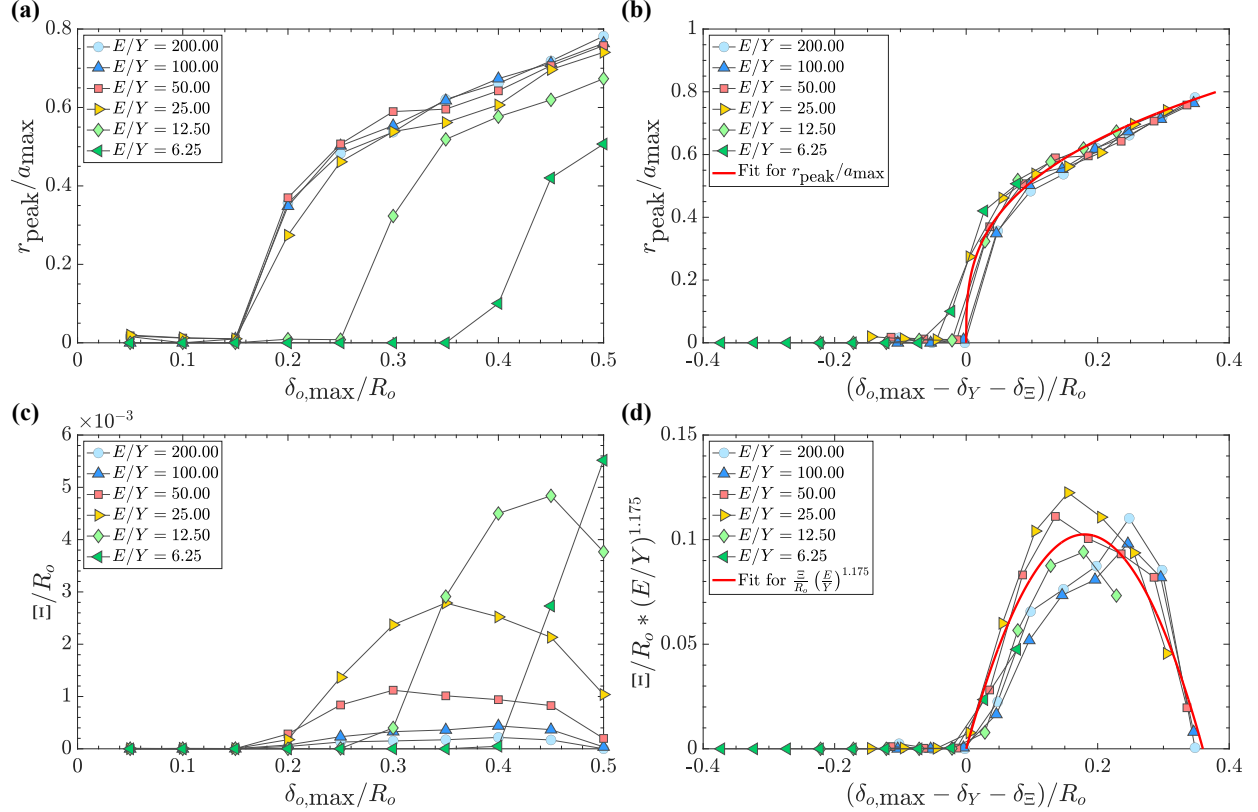 (a)
0.8
0.6
0.4
0.2
0
0 0.1 0.2 0.3 0.4 0.5
r_peak/a_max
δ_o,max/R_o
E/Y = 200.00
E/Y = 100.00
E/Y = 50.00
E/Y = 25.00
E/Y = 12.50
E/Y = 6.25
(b)
1
0.8
0.6
0.4
0.2
0
-0.4 -0.2 0 0.2 0.4
r_peak/a_max
(δ_o,max − δ_Y − δ_Ξ)/R_o
E/Y = 200.00
E/Y = 100.00
E/Y = 50.00
E/Y = 25.00
E/Y = 12.50
E/Y = 6.25
Fit for r_peak/a_max
(c)
×10⁻³
6
5
4
3
2
1
0
0 0.1 0.2 0.3 0.4 0.5
Ξ/R_o
δ_o,max/R_o
E/Y = 200.00
E/Y = 100.00
E/Y = 50.00
E/Y = 25.00
E/Y = 12.50
E/Y = 6.25
(d)
0.15
0.1
0.05
0
-0.4 -0.2 0 0.2 0.4
Ξ/R_o * (E/Y)^1.175
(δ_o,max − δ_Y − δ_Ξ)/R_o
E/Y = 200.00
E/Y = 100.00
E/Y = 50.00
E/Y = 25.00
E/Y = 12.50
E/Y = 6.25
Fit for Ξ/R_o (E/Y)^1.175